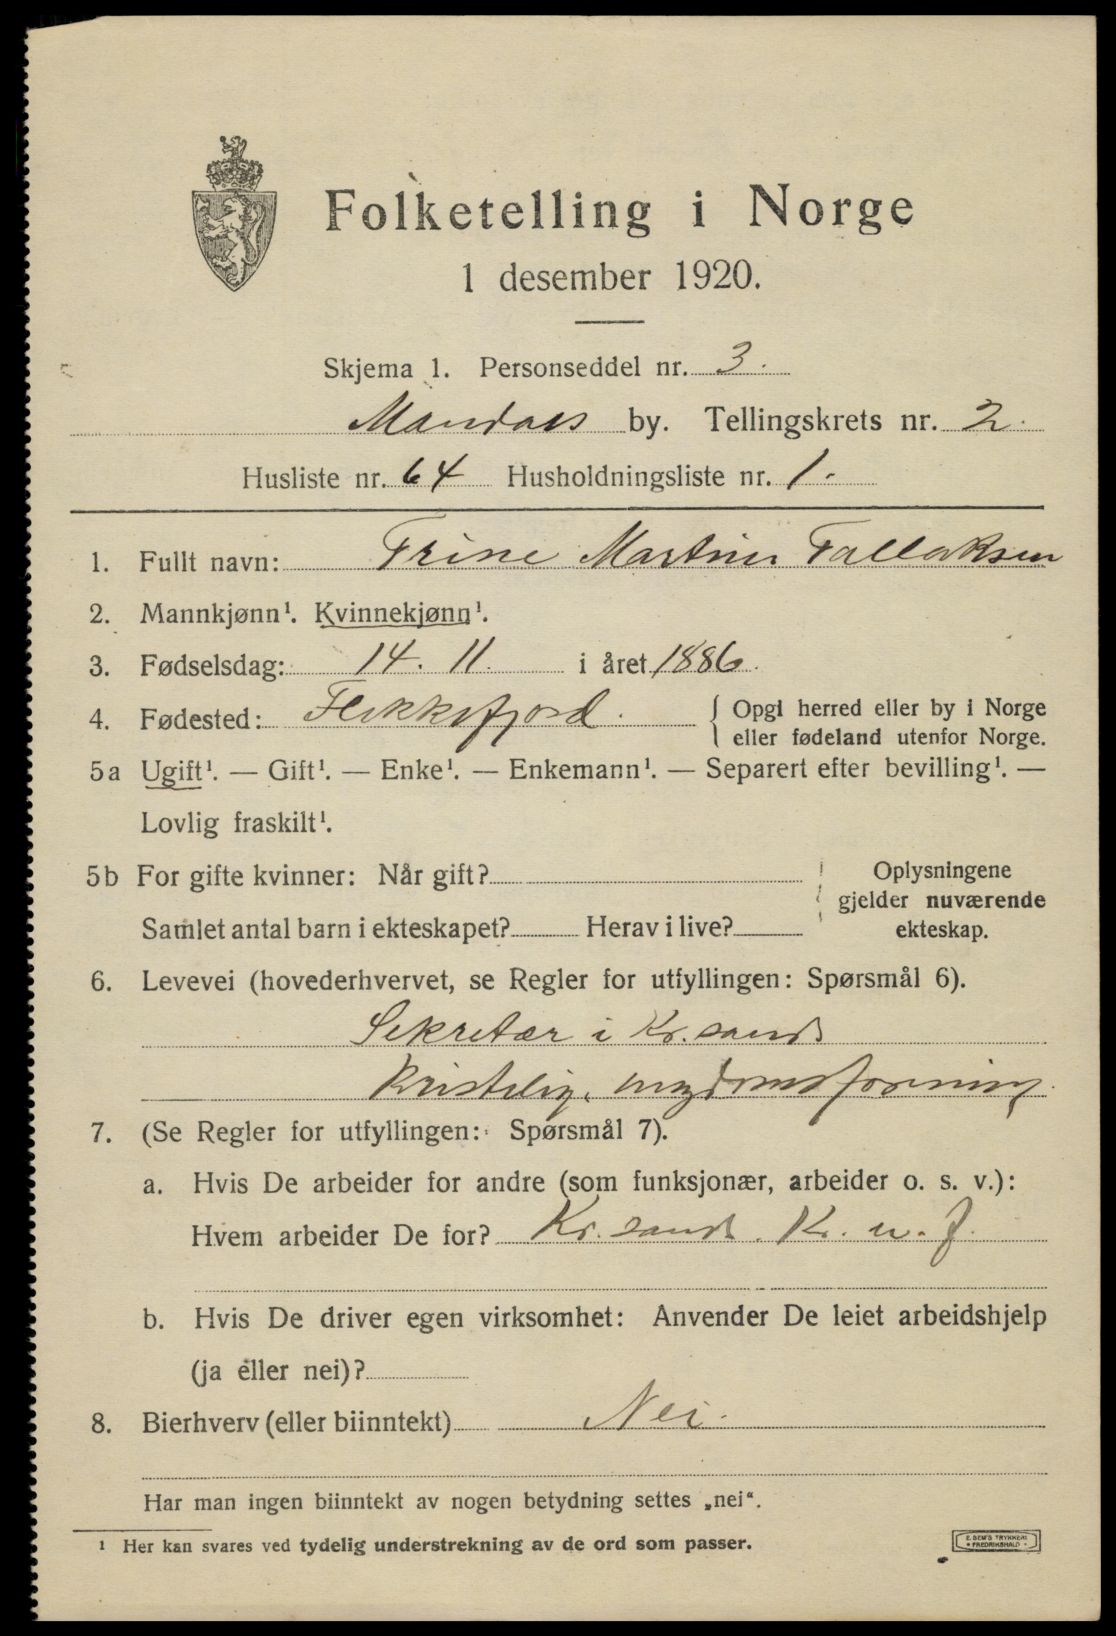 Folketelling i Norge
1 desember 1920.
Skjema 1. Personseddel nr. 3.
Mandals by. Tellingskrets nr. 2.
Husliste nr. 64 Husholdningsliste nr. 1.
1. Fullt navn: Trine Martine Tallaksen
2. Mannkjønn¹. Kvinnekjønn¹.
3. Fødselsdag: 14. 11. i året 1886.
4. Fødested: Flekkefjord. { Opgi herred eller by i Norge
eller fødeland utenfor Norge.
5a Ugift¹. — Gift¹. — Enke¹. — Enkemann¹. — Separert efter bevilling¹. —
Lovlig fraskilt¹.
5b For gifte kvinner: Når gift? Oplysningene
gjelder nuværende
Samlet antal barn i ekteskapet? Herav i live? ekteskap.
6. Levevei (hovederhvervet, se Regler for utfyllingen: Spørsmål 6).
Sekretær i Kr.sands
Kristelig. ungdomsforening.
7. (Se Regler for utfyllingen: Spørsmål 7).
a. Hvis De arbeider for andre (som funksjonær, arbeider o. s. v.):
Hvem arbeider De for? Kr.sands. Kr. u. f.
b. Hvis De driver egen virksomhet: Anvender De leiet arbeidshjelp
(ja eller nei)?
8. Bierhverv (eller biinntekt) Nei.
Har man ingen biinntekt av nogen betydning settes „nei“.
¹ Her kan svares ved tydelig understrekning av de ord som passer.
E. SEM'S TRYKKERI
• FREDRIKSHALD •